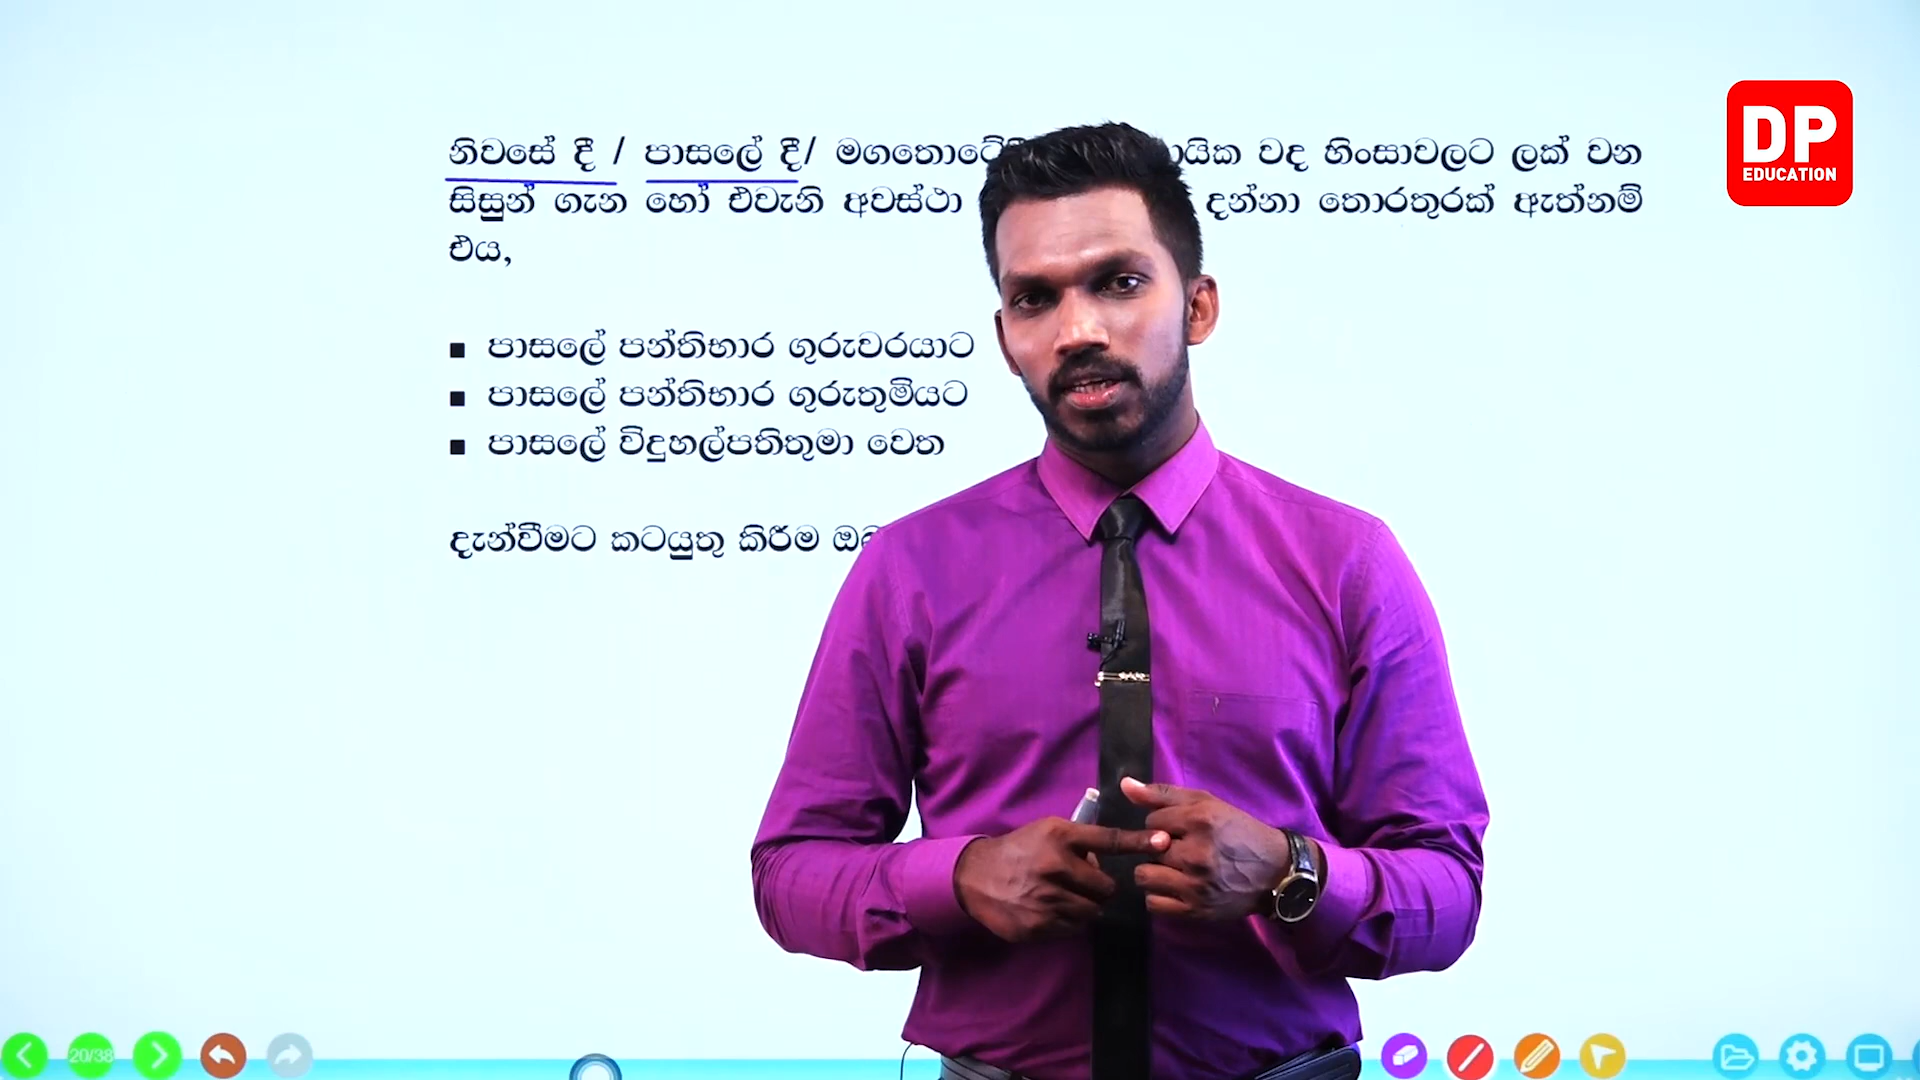 නිවසේ දී / පාසලේ දී/ වද හිංසාවලට ලක් වන
සිසුන් ගැන හෝ එවැනි අවස්ථා දන්නා තොරතුරක් ඇත්නම්
එය,
▪ පාසලේ පන්තිභාර ගුරුවරයාට
▪ පාසලේ පන්තිභාර ගුරුතුමියට
▪ පාසලේ විදුහල්පතිතුමා වෙත
දැන්වීමට කටයුතු කිරීම
DP
EDUCATION
20/38